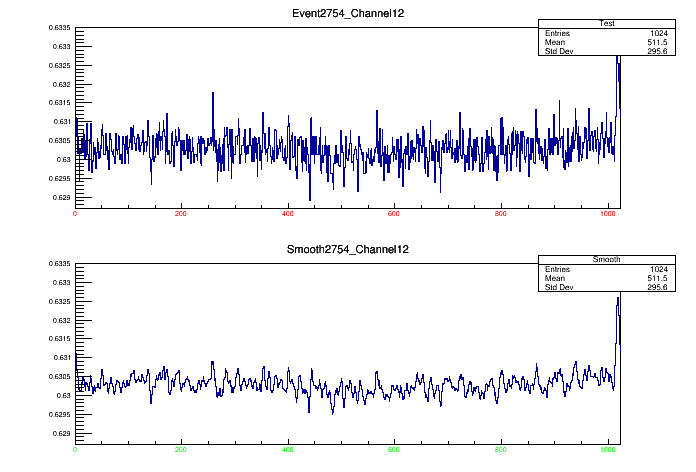 Event2754_Channel12
Test
Entries 1024
Mean 511.5
Std Dev 295.6
0.6335
0.633
0.6325
0.632
0.6315
0.631
0.6305
0.63
0.6295
0.629
0 200 400 600 800 1000
Smooth2754_Channel12
Smooth
Entries 1024
Mean 511.5
Std Dev 295.6
0.6335
0.633
0.6325
0.632
0.6315
0.631
0.6305
0.63
0.6295
0.629
0 200 400 600 800 1000